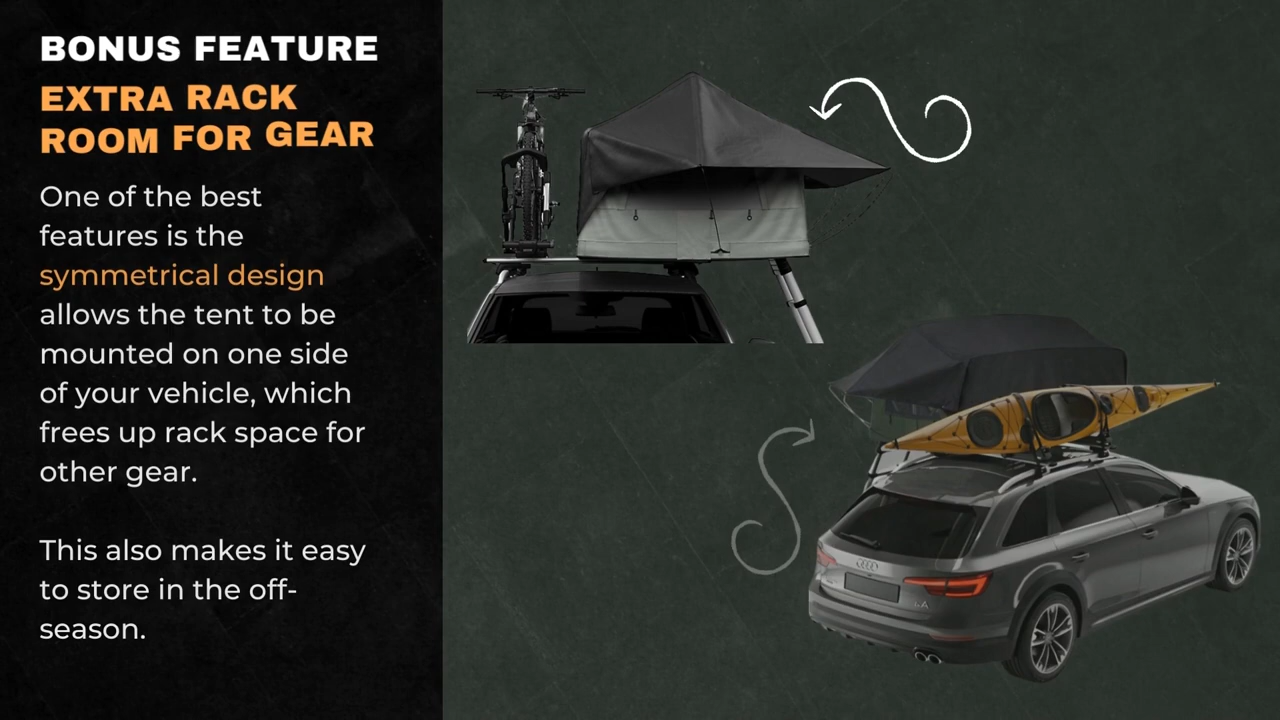 BONUS FEATURE
EXTRA RACK
ROOM FOR GEAR
One of the best
features is the
symmetrical design
allows the tent to be
mounted on one side
of your vehicle, which
frees up rack space for
other gear.
This also makes it easy
to store in the off-
season.